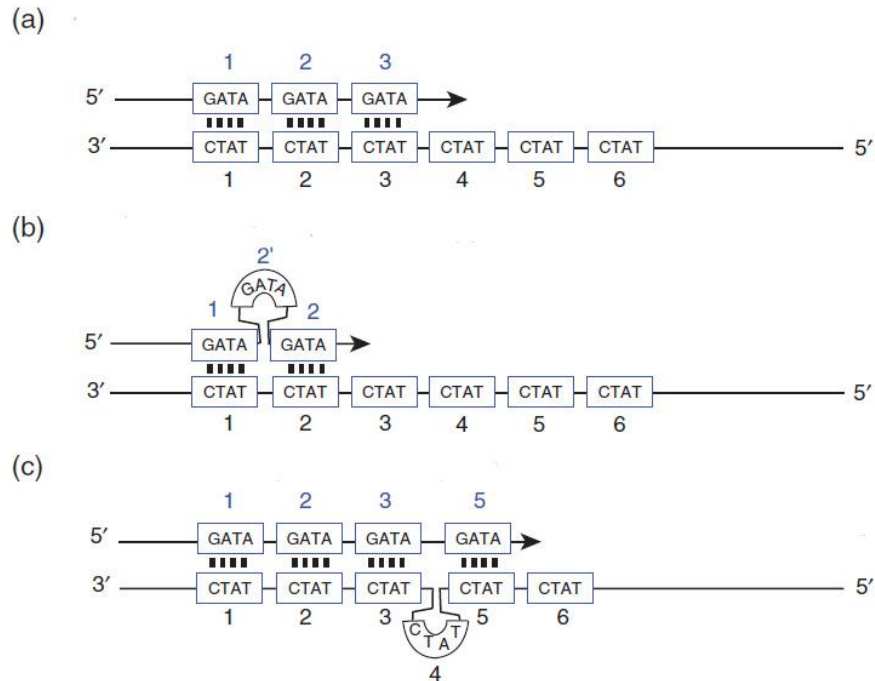 (a)
1 2 3
5′ GATA GATA GATA
3′ CTAT CTAT CTAT CTAT CTAT CTAT 5′
1 2 3 4 5 6
(b)
2'
GATA
1 2
5′ GATA GATA
3′ CTAT CTAT CTAT CTAT CTAT CTAT 5′
1 2 3 4 5 6
(c)
1 2 3 5
5′ GATA GATA GATA GATA
3′ CTAT CTAT CTAT CTAT CTAT 5′
1 2 3 5 6
CTAT
4